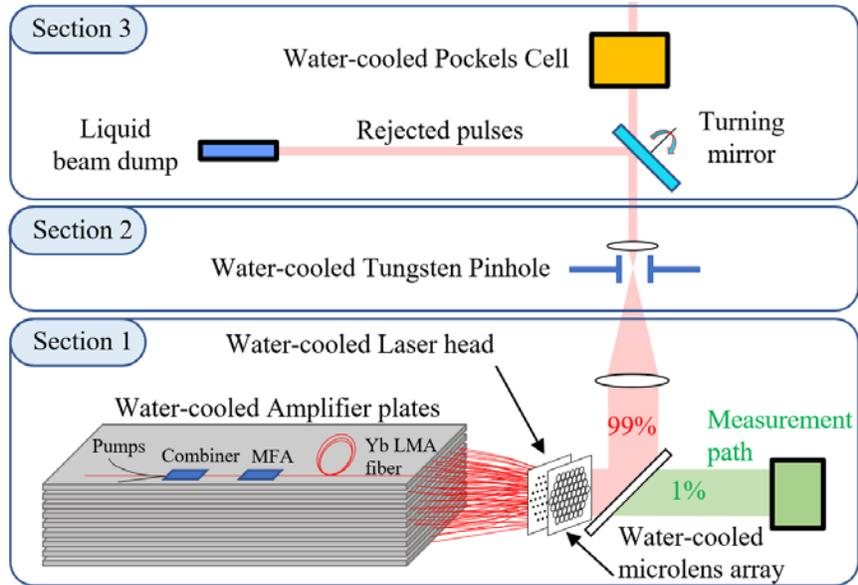 Section 3
Water-cooled Pockels Cell
Liquid
beam dump
Rejected pulses
Turning
mirror
Section 2
Water-cooled Tungsten Pinhole
Section 1
Water-cooled Laser head
Water-cooled Amplifier plates
Pumps
Combiner
MFA
Yb LMA
fiber
99%
Measurement
path
1%
Water-cooled
microlens array